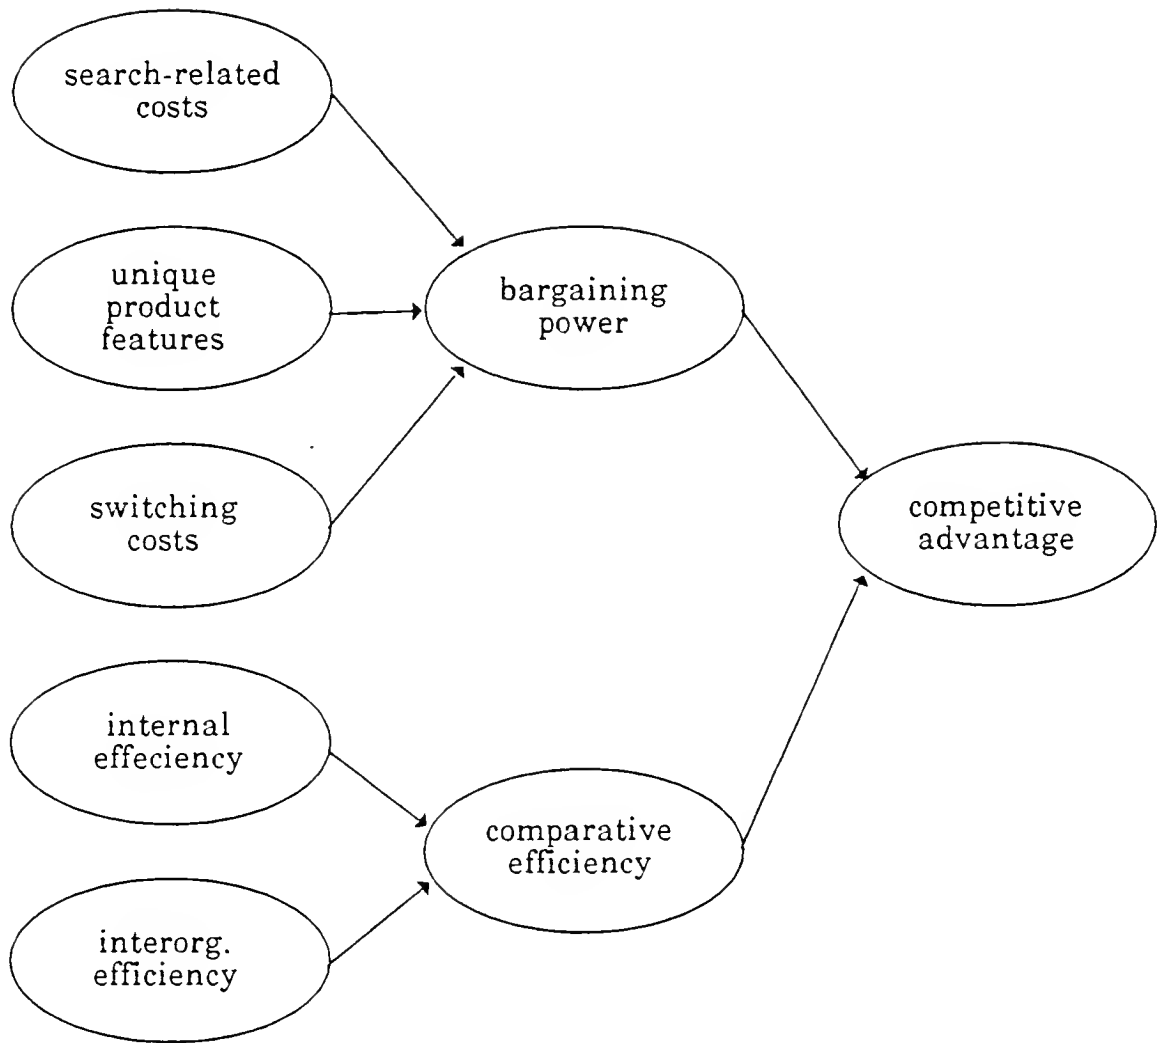 search-related
costs
unique
product
features
bargaining
power
switching
costs
competitive
advantage
internal
effeciency
comparative
efficiency
interorg.
efficiency